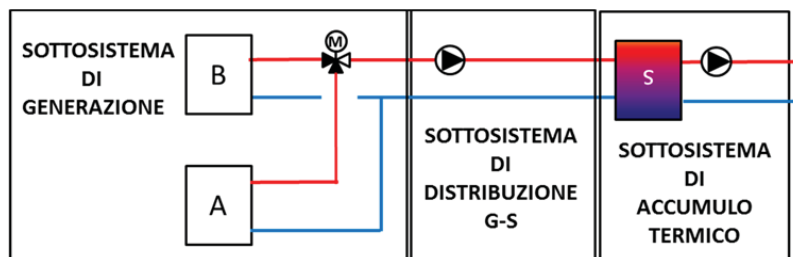 SOTTOSISTEMA
DI
GENERAZIONE
B
A
M
SOTTOSISTEMA
DI
DISTRIBUZIONE
G-S
S
SOTTOSISTEMA
DI
ACCUMULO
TERMICO